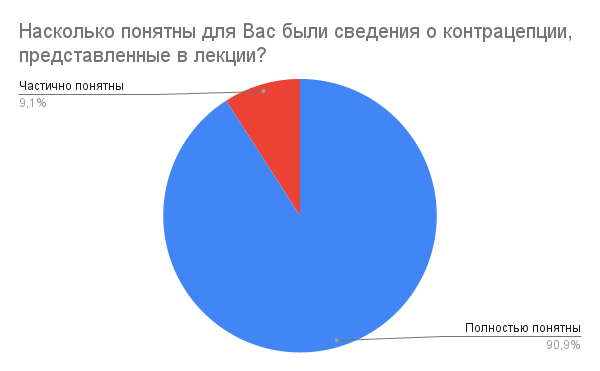 Насколько понятны для Вас были сведения о контрацепции,
представленные в лекции?
Частично понятны
9,1%
Полностью понятны
90,9%